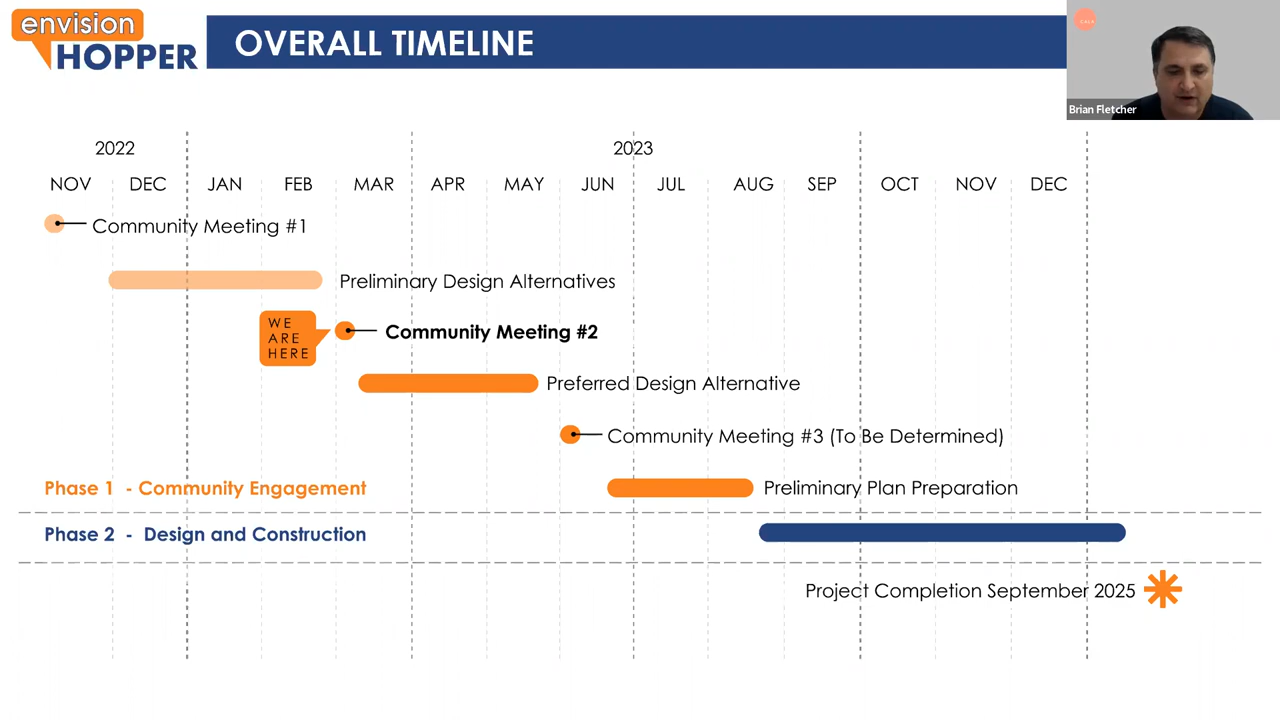 envision
HOPPER
OVERALL TIMELINE
Brian Fletcher
2022
2023
NOV DEC JAN FEB MAR APR MAY JUN JUL AUG SEP OCT NOV DEC
Community Meeting #1
Preliminary Design Alternatives
WE
ARE
HERE
Community Meeting #2
Preferred Design Alternative
Community Meeting #3 (To Be Determined)
Phase 1 - Community Engagement
Preliminary Plan Preparation
Phase 2 - Design and Construction
Project Completion September 2025